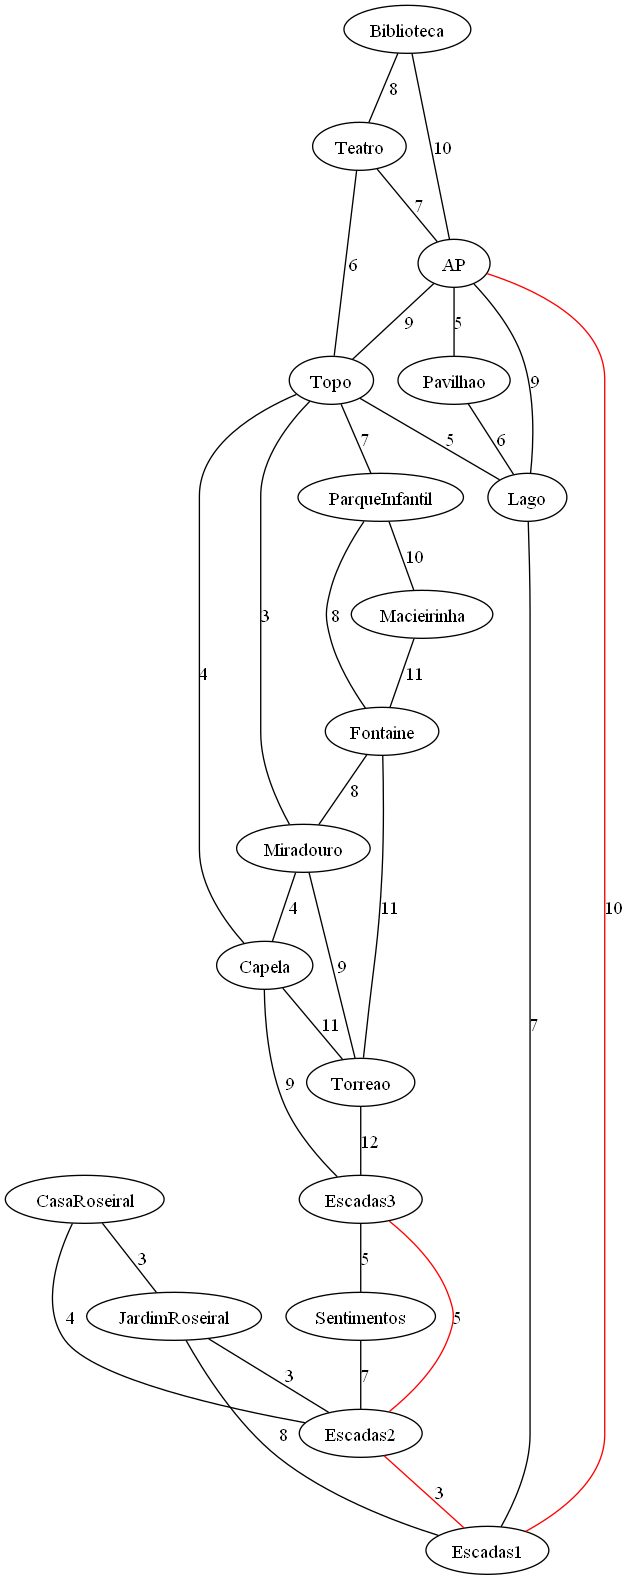 Biblioteca
8
Teatro
10
7
AP
6
9
5
Topo
Pavilhao
9
7
5
6
ParqueInfantil
Lago
10
3
8
Macieirinha
4
11
Fontaine
8
Miradouro
4
11
10
9
Capela
11
7
9
Torreao
12
CasaRoseiral
Escadas3
3
5
JardimRoseiral
Sentimentos
4
5
3
7
8
Escadas2
3
Escadas1